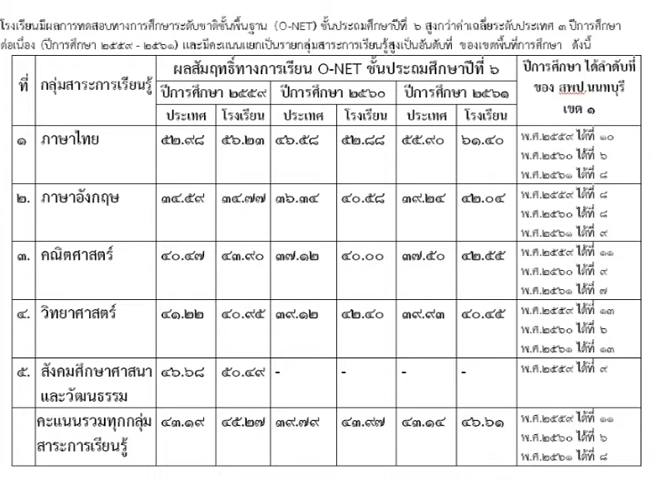 โรงเรียนมีผลการทดสอบทางการศึกษาระดับชาติขั้นพื้นฐาน (O-NET) ชั้นประถมศึกษาปีที่ ๖ สูงกว่าค่าเฉลี่ยระดับประเทศ ๓ ปีการศึกษา
ต่อเนื่อง (ปีการศึกษา ๒๕๕๙ - ๒๕๖๑) และมีคะแนนแยกเป็นรายกลุ่มสาระการเรียนรู้สูงเป็นอันดับที่ ของเขตพื้นที่การศึกษา ดังนี้
ที่ กลุ่มสาระการเรียนรู้ ผลสัมฤทธิ์ทางการเรียน O-NET ชั้นประถมศึกษาปีที่ ๖ ปีการศึกษา ได้ลำดับที่
ปีการศึกษา ๒๕๕๙ ปีการศึกษา ๒๕๖๐ ปีการศึกษา ๒๕๖๑ ของ สพป.นนทบุรี
ประเทศ โรงเรียน ประเทศ โรงเรียน ประเทศ โรงเรียน เขต ๑
๑ ภาษาไทย ๕๒.๙๘ ๕๖.๒๓ ๔๖.๕๘ ๕๒.๘๘ ๕๕.๙๐ ๖๑.๔๐ พ.ศ.๒๕๕๙ ได้ที่ ๑๐
พ.ศ.๒๕๖๐ ได้ที่ ๖
พ.ศ.๒๕๖๑ ได้ที่ ๘
๒. ภาษาอังกฤษ ๓๔.๕๙ ๓๔.๗๗ ๓๖.๓๔ ๔๐.๕๘ ๓๙.๒๔ ๔๒.๐๔ พ.ศ.๒๕๕๙ ได้ที่ ๘
พ.ศ.๒๕๖๐ ได้ที่ ๘
พ.ศ.๒๕๖๑ ได้ที่ ๙
๓. คณิตศาสตร์ ๔๐.๔๗ ๔๓.๙๐ ๓๗.๑๒ ๔๐.๐๐ ๓๗.๕๐ ๔๒.๕๕ พ.ศ.๒๕๕๙ ได้ที่ ๑๑
พ.ศ.๒๕๖๐ ได้ที่ ๙
พ.ศ.๒๕๖๑ ได้ที่ ๗
๔. วิทยาศาสตร์ ๔๑.๒๒ ๔๐.๙๕ ๓๙.๑๒ ๔๒.๔๐ ๓๙.๙๓ ๔๐.๔๕ พ.ศ.๒๕๕๙ ได้ที่ ๑๓
พ.ศ.๒๕๖๐ ได้ที่ ๖
พ.ศ.๒๕๖๑ ได้ที่ ๑๓
๕. สังคมศึกษาศาสนา ๔๖.๖๘ ๕๐.๔๙ - - - - พ.ศ.๒๕๕๙ ได้ที่ ๙
และวัฒนธรรม
คะแนนรวมทุกกลุ่ม ๔๓.๑๙ ๔๕.๒๗ ๓๙.๗๙ ๔๓.๙๗ ๔๓.๑๔ ๔๖.๖๑ พ.ศ.๒๕๕๙ ได้ที่ ๑๑
สาระการเรียนรู้ พ.ศ.๒๕๖๐ ได้ที่ ๖
พ.ศ.๒๕๖๑ ได้ที่ ๘